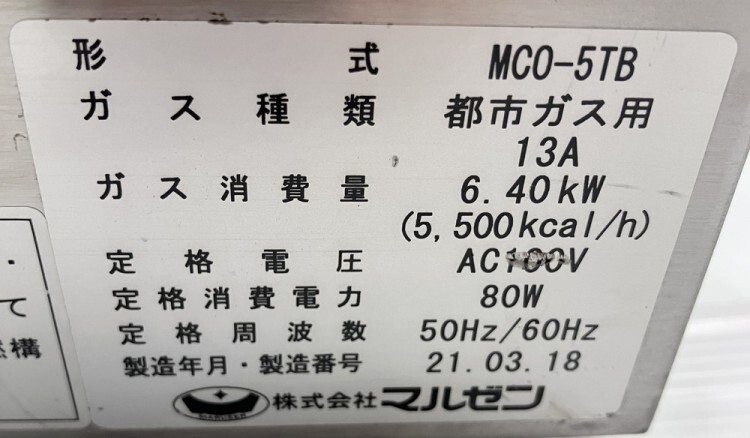 形式 MCO-5TB
ガス種類 都市ガス用
13A
ガス消費量 6.40kW
(5,500kcal/h)
定格電圧 AC100V
定格消費電力 80W
定格周波数 50Hz/60Hz
製造年月・製造番号 21.03.18
株式会社マルゼン
・
て
構